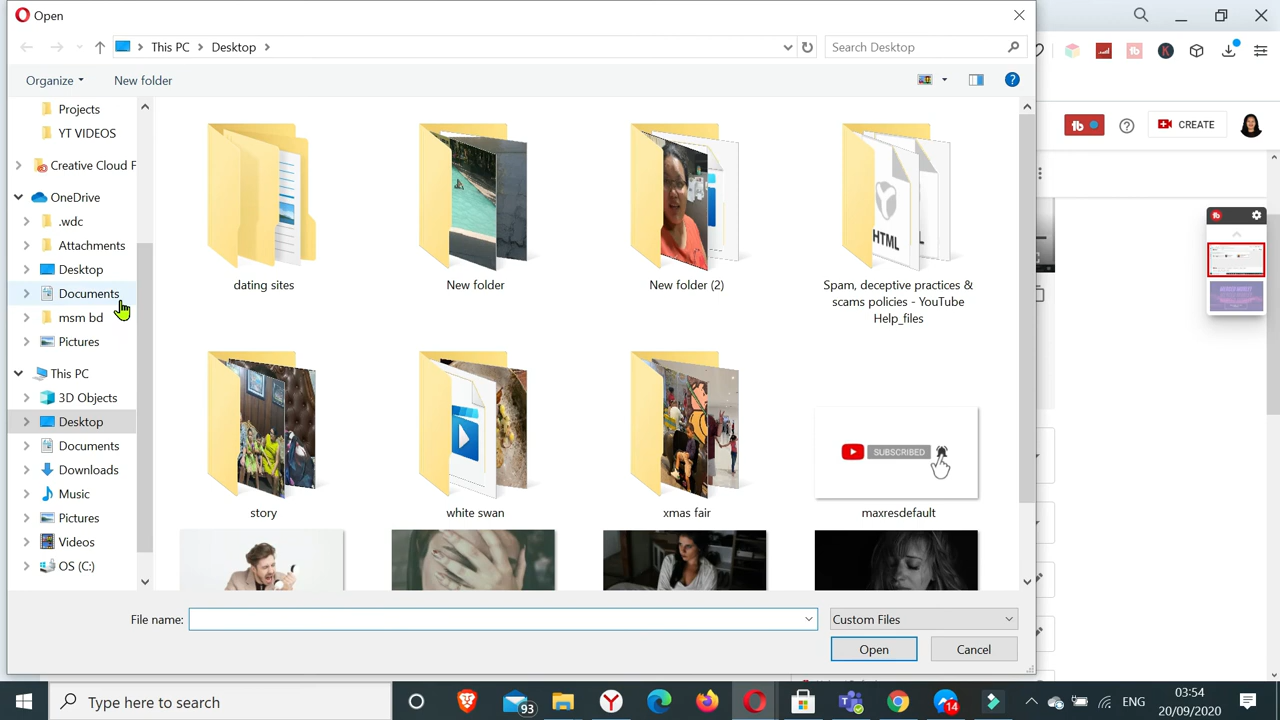 Open
This PC
Desktop
Search Desktop
Organize
New folder
Projects
YT VIDEOS
Creative Cloud F
OneDrive
.wdc
Attachments
Desktop
Documents
msm bd
Pictures
This PC
3D Objects
Desktop
Documents
Downloads
Music
Pictures
Videos
OS (C:)
dating sites
New folder
New folder (2)
HTML
Spam, deceptive practices &
scams policies - YouTube
Help_files
story
white swan
xmas fair
SUBSCRIBED
maxresdefault
File name:
Custom Files
Open
Cancel
tb
K
tb
CREATE
tb
Type here to search
93
14
ENG
03:54
20/09/2020